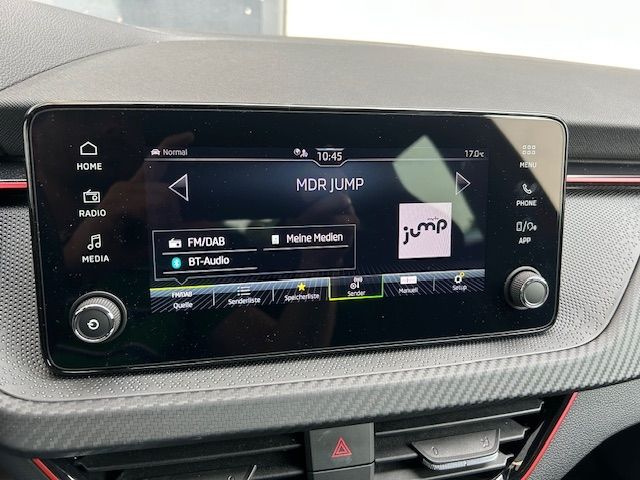 Normal
10:45
17.0°C
HOME
RADIO
MEDIA
MDR JUMP
FM/DAB
Meine Medien
BT-Audio
jump
FM/DAB
Quelle
Senderliste
Speicherliste
Sender
Manuell
Setup
MENU
PHONE
APP